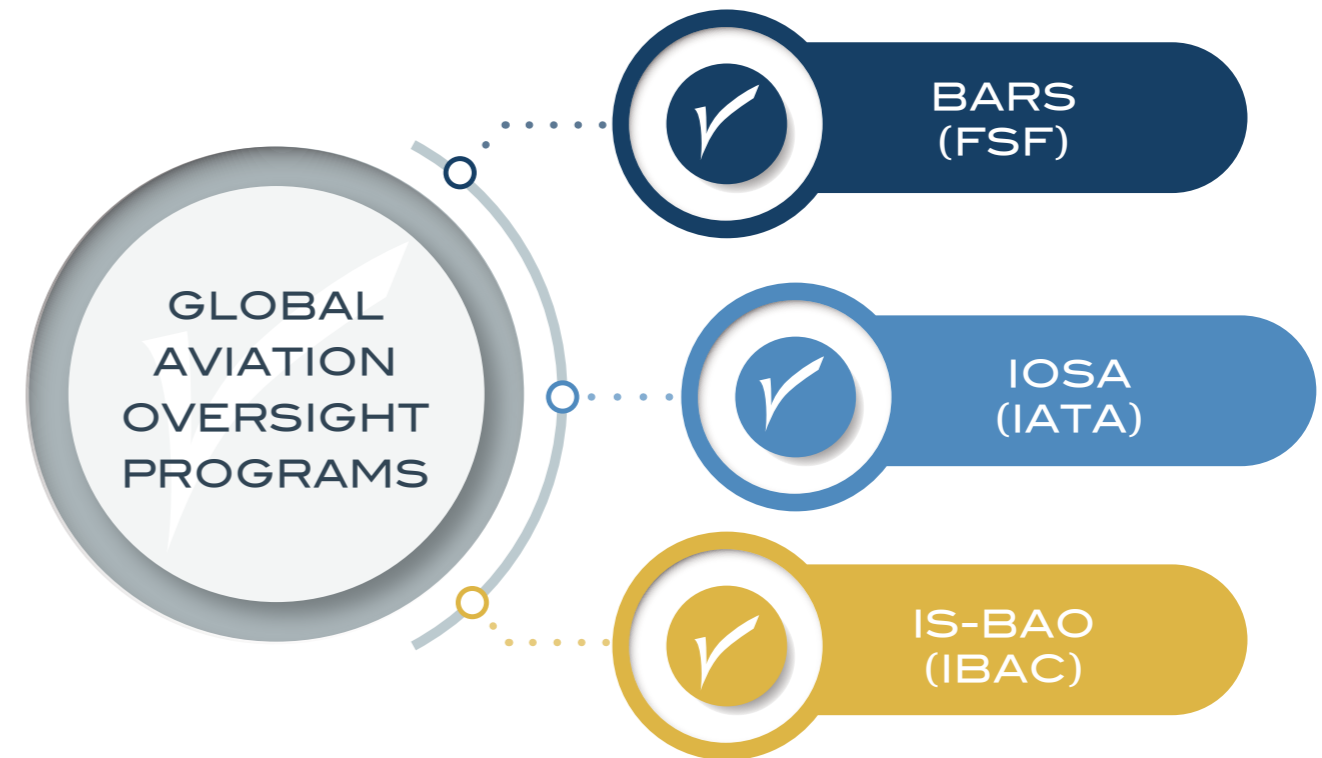 GLOBAL
AVIATION
OVERSIGHT
PROGRAMS
BARS
(FSF)
IOSA
(IATA)
IS-BAO
(IBAC)